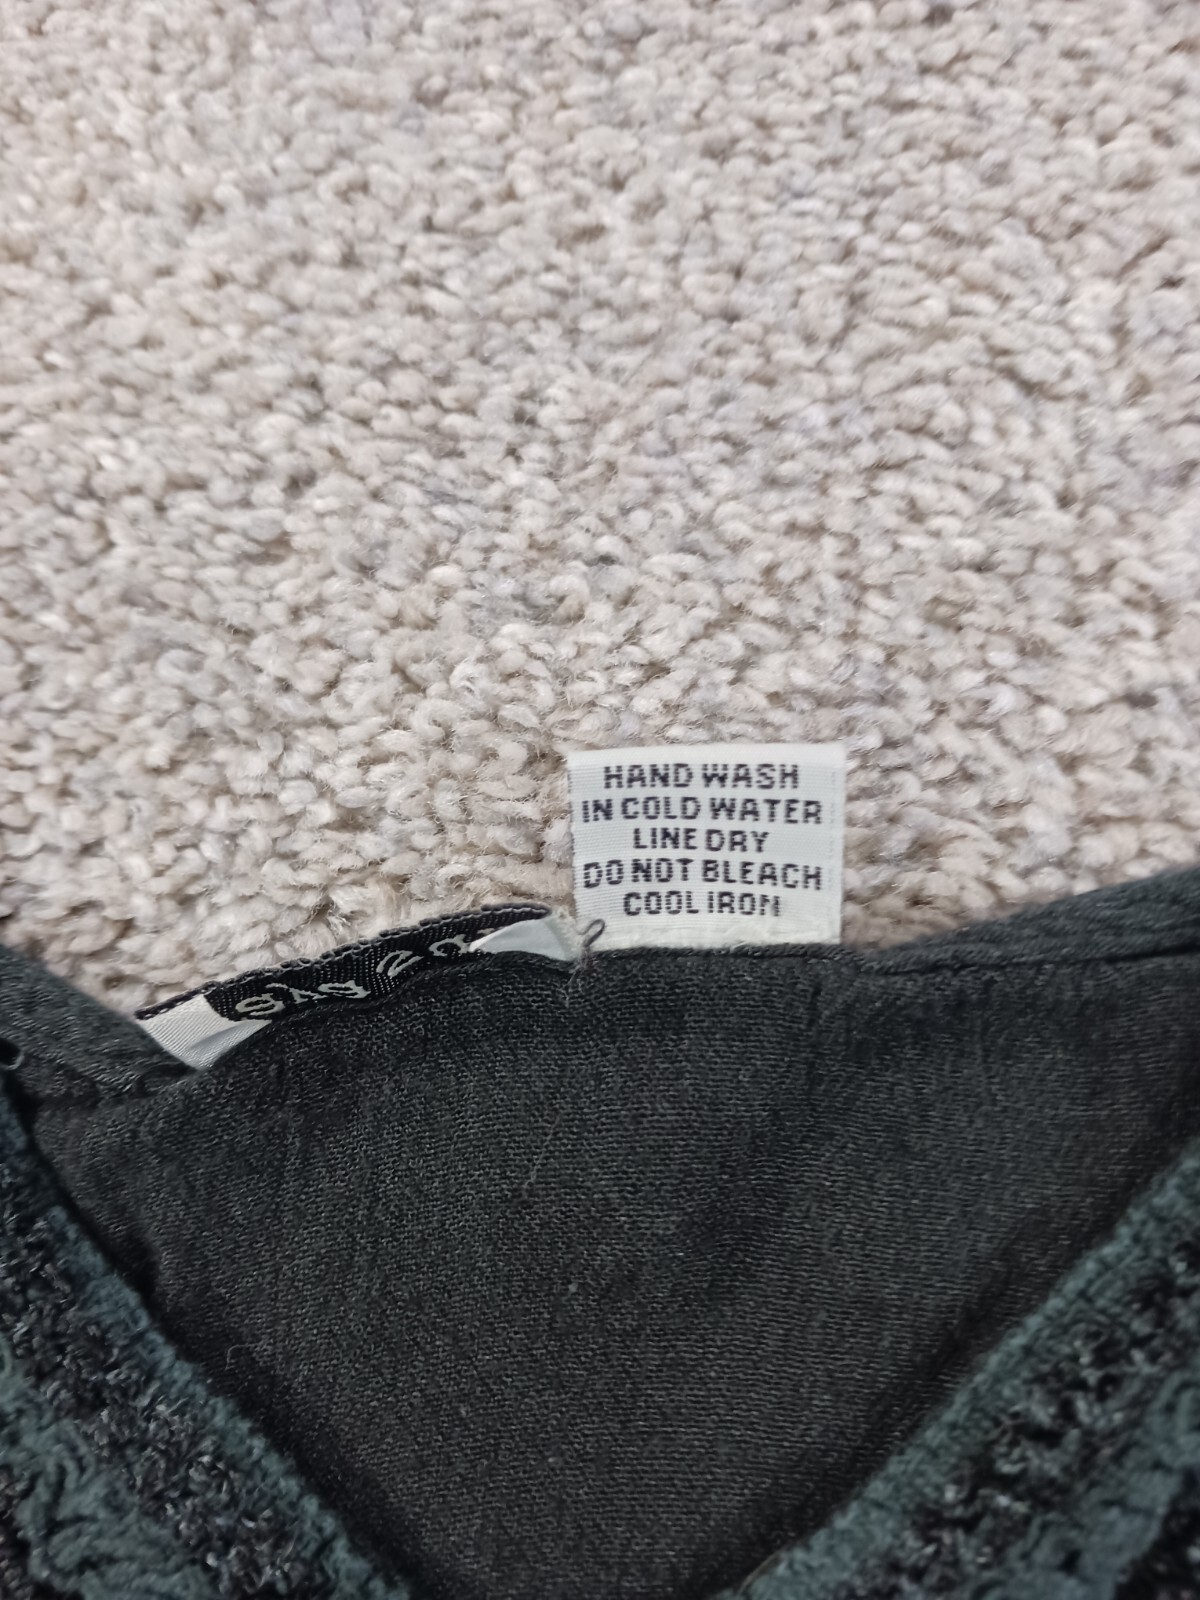 HAND WASH
IN COLD WATER
LINE DRY
DO NOT BLEACH
COOL IRON